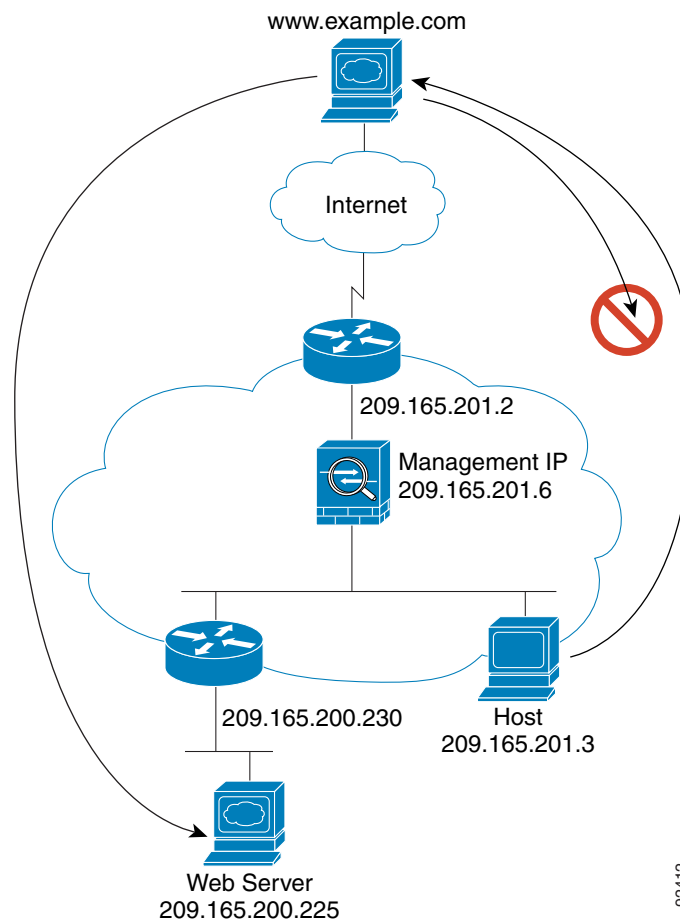 www.example.com
Internet
209.165.201.2
Management IP
209.165.201.6
209.165.200.230
Host
209.165.201.3
Web Server
209.165.200.225